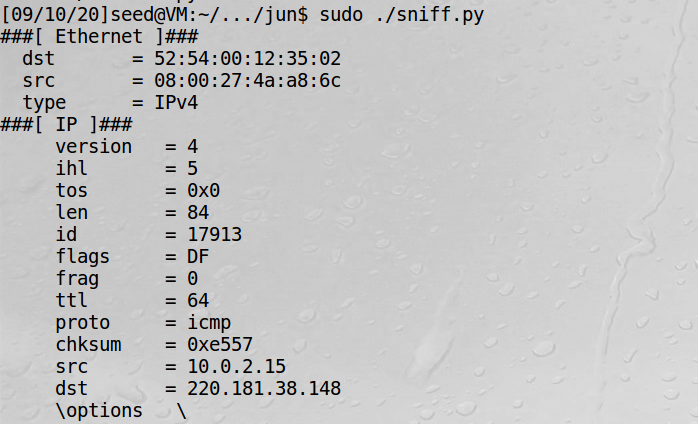 [09/10/20]seed@VM:~/.../jun$ sudo ./sniff.py
###[ Ethernet ]###
  dst       = 52:54:00:12:35:02
  src       = 08:00:27:4a:a8:6c
  type      = IPv4
###[ IP ]###
     version   = 4
     ihl       = 5
     tos       = 0x0
     len       = 84
     id        = 17913
     flags     = DF
     frag      = 0
     ttl       = 64
     proto     = icmp
     chksum    = 0xe557
     src       = 10.0.2.15
     dst       = 220.181.38.148
     \options   \